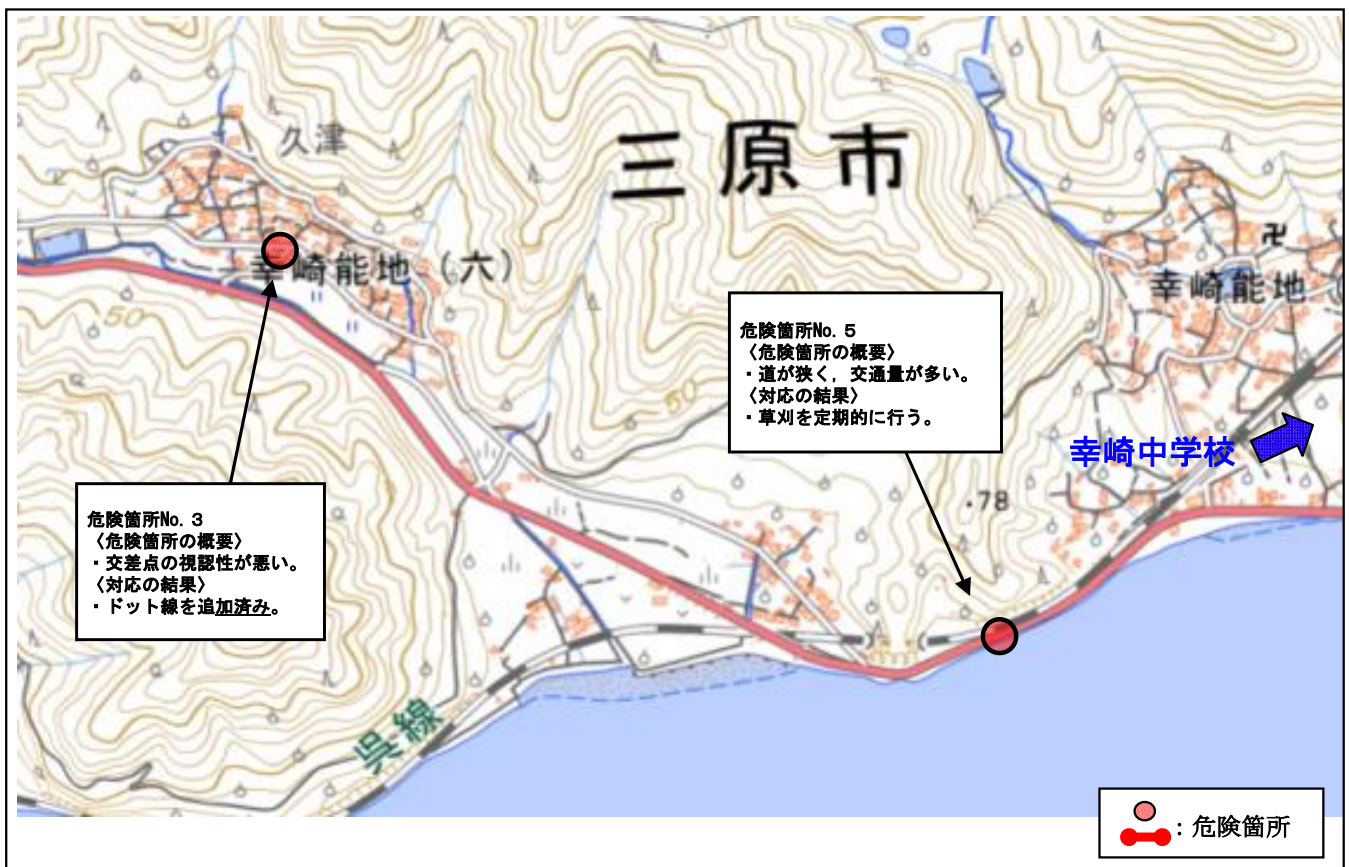 久津
三原市
幸崎能地(六)
幸崎能地(
50
50
・78
危険箇所No. 5
〈危険箇所の概要〉
・道が狭く，交通量が多い。
〈対応の結果〉
・草刈を定期的に行う。
幸崎中学校
危険箇所No. 3
〈危険箇所の概要〉
・交差点の視認性が悪い。
〈対応の結果〉
・ドット線を追加済み。
呉線
：危険箇所